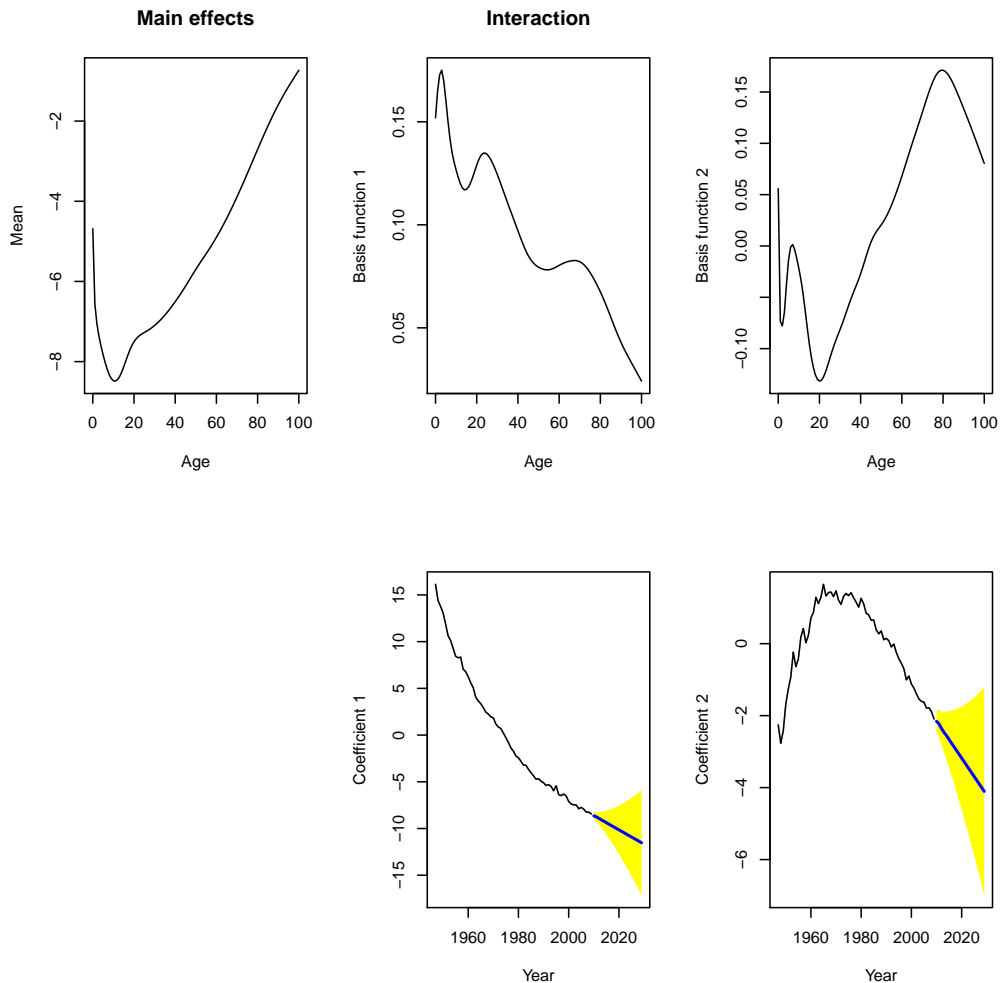 Main effects
Interaction
Mean
−2
−4
−6
−8
0 20 40 60 80 100
Age
Basis function 1
0.15
0.10
0.05
0 20 40 60 80 100
Age
Basis function 2
0.15
0.10
0.05
0.00
−0.10
0 20 40 60 80 100
Age
Coefficient 1
15
10
5
0
−5
−10
−15
1960 1980 2000 2020
Year
Coefficient 2
0
−2
−4
−6
1960 1980 2000 2020
Year